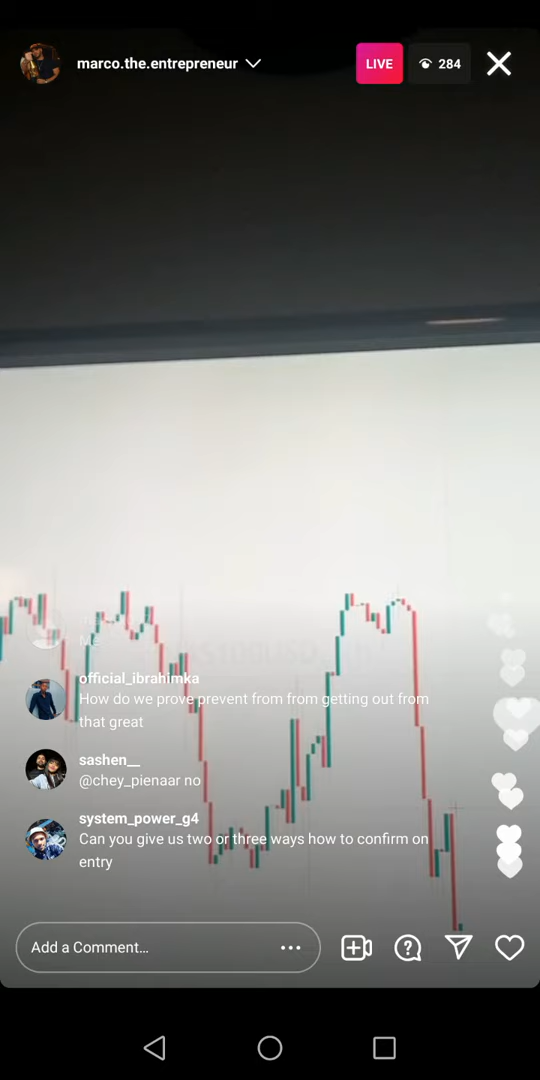 marco.the.entrepreneur
LIVE
284
official_ibrahimka
How do we prove prevent from from getting out from
that great
sashen__
@chey_pienaar no
system_power_g4
Can you give us two or three ways how to confirm on
entry
Add a Comment…